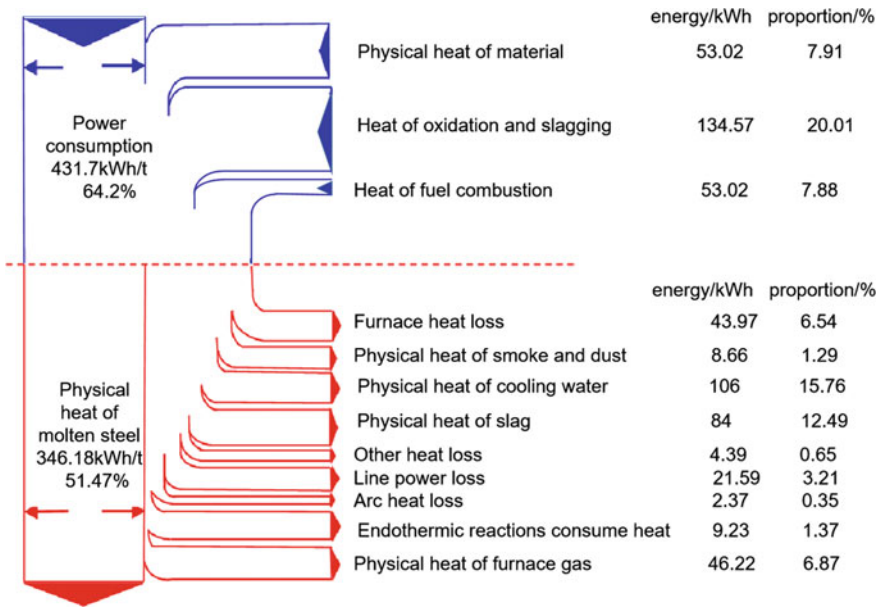 energy/kWh proportion/%
Physical heat of material 53.02 7.91
Heat of oxidation and slagging 134.57 20.01
Power
consumption
431.7kWh/t
64.2%
Heat of fuel combustion 53.02 7.88
energy/kWh proportion/%
Furnace heat loss 43.97 6.54
Physical heat of smoke and dust 8.66 1.29
Physical heat of cooling water 106 15.76
Physical heat of slag 84 12.49
Physical
heat of
molten steel
346.18kWh/t
51.47%
Other heat loss 4.39 0.65
Line power loss 21.59 3.21
Arc heat loss 2.37 0.35
Endothermic reactions consume heat 9.23 1.37
Physical heat of furnace gas 46.22 6.87